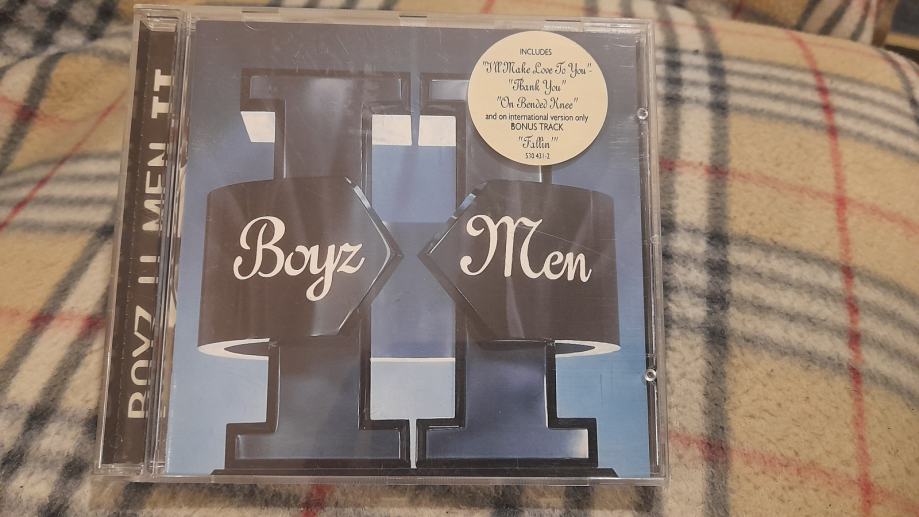 BOYZ II MEN II
INCLUDES
"I'll Make Love To You"-
"Thank You"
"On Bended Knee"
and on international version only
BONUS TRACK
"Fallin'"
530 431-2
Boyz
Men
II